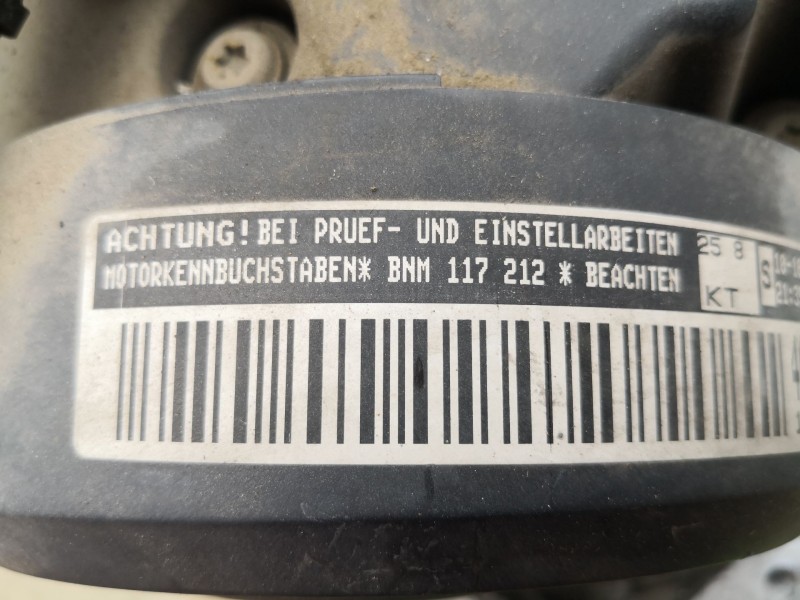 ACHTUNG! BEI PRUEF- UND EINSTELLARBEITEN
MOTORKENNBUCHSTABEN* BNM 117 212 * BEACHTEN
25 8
KT
S